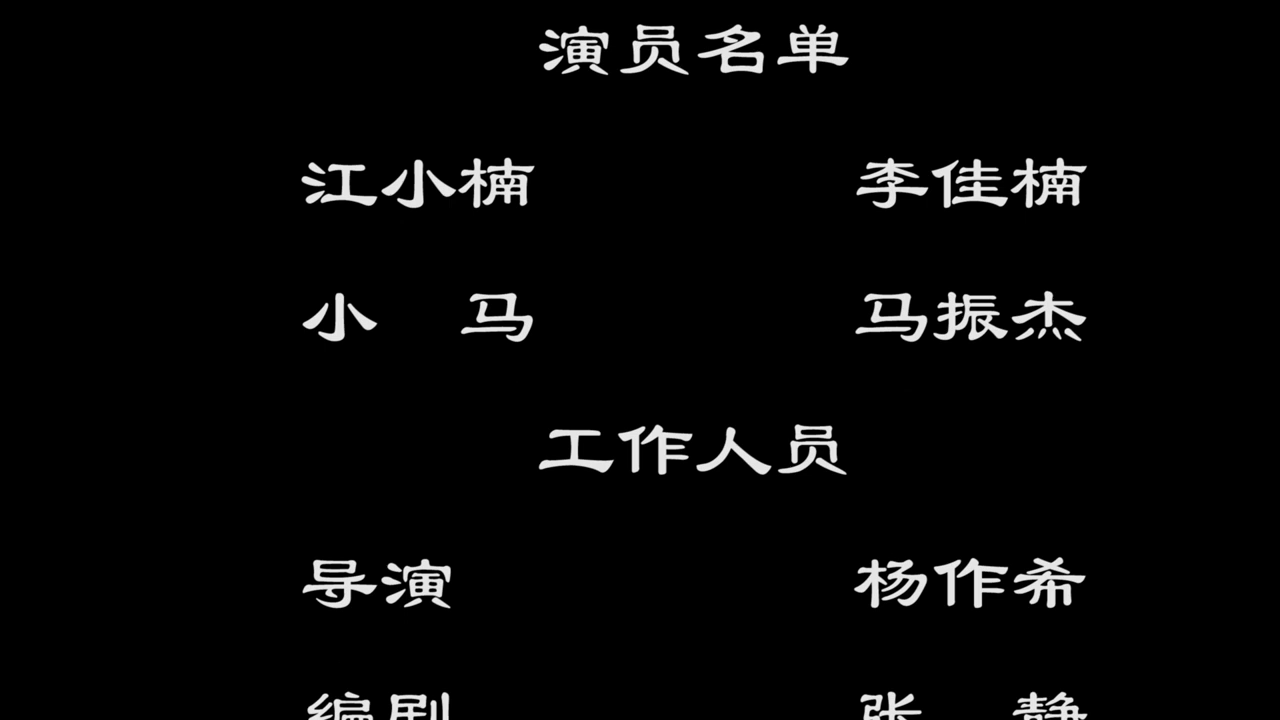 演员名单
江小楠 李佳楠
小 马 马振杰
工作人员
导演 杨作希
编剧 张 静